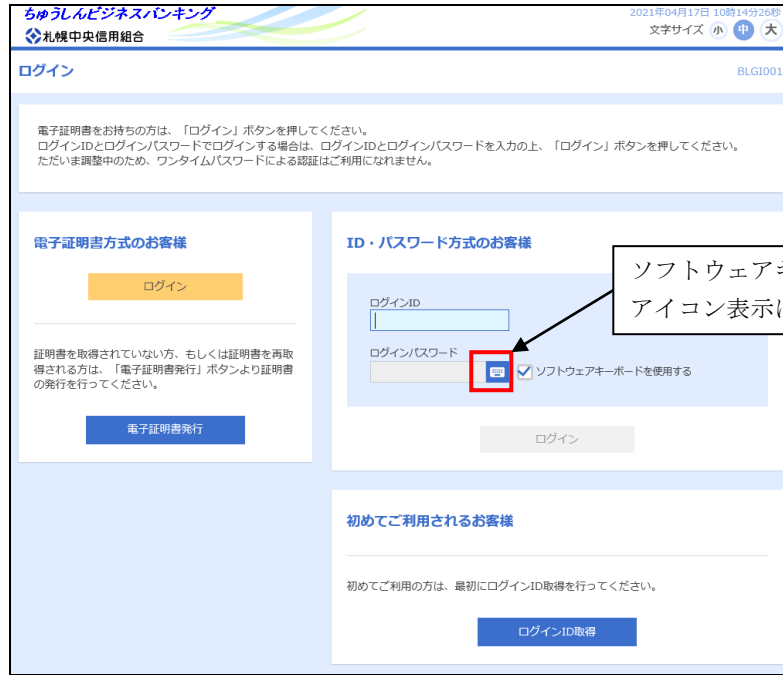 ちゅうしんビジネスバンキング
札幌中央信用組合
2021年04月17日 10時14分26秒
文字サイズ 小 中 大
ログイン
BLGI001
電子証明書をお持ちの方は、「ログイン」ボタンを押してください。
ログインIDとログインパスワードでログインする場合は、ログインIDとログインパスワードを入力の上、「ログイン」ボタンを押してください。
ただいま調整中のため、ワンタイムパスワードによる認証はご利用になれません。
電子証明書方式のお客様
ログイン
証明書を取得されていない方、もしくは証明書を再取
得される方は、「電子証明書発行」ボタンより証明書
の発行を行ってください。
電子証明書発行
ID・パスワード方式のお客様
ソフトウェアキ
アイコン表示に
ログインID
ログインパスワード
ソフトウェアキーボードを使用する
ログイン
初めてご利用されるお客様
初めてご利用の方は、最初にログインID取得を行ってください。
ログインID取得